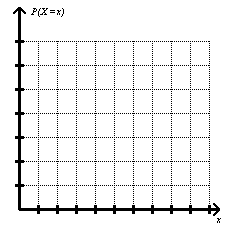 P(X = x)
x